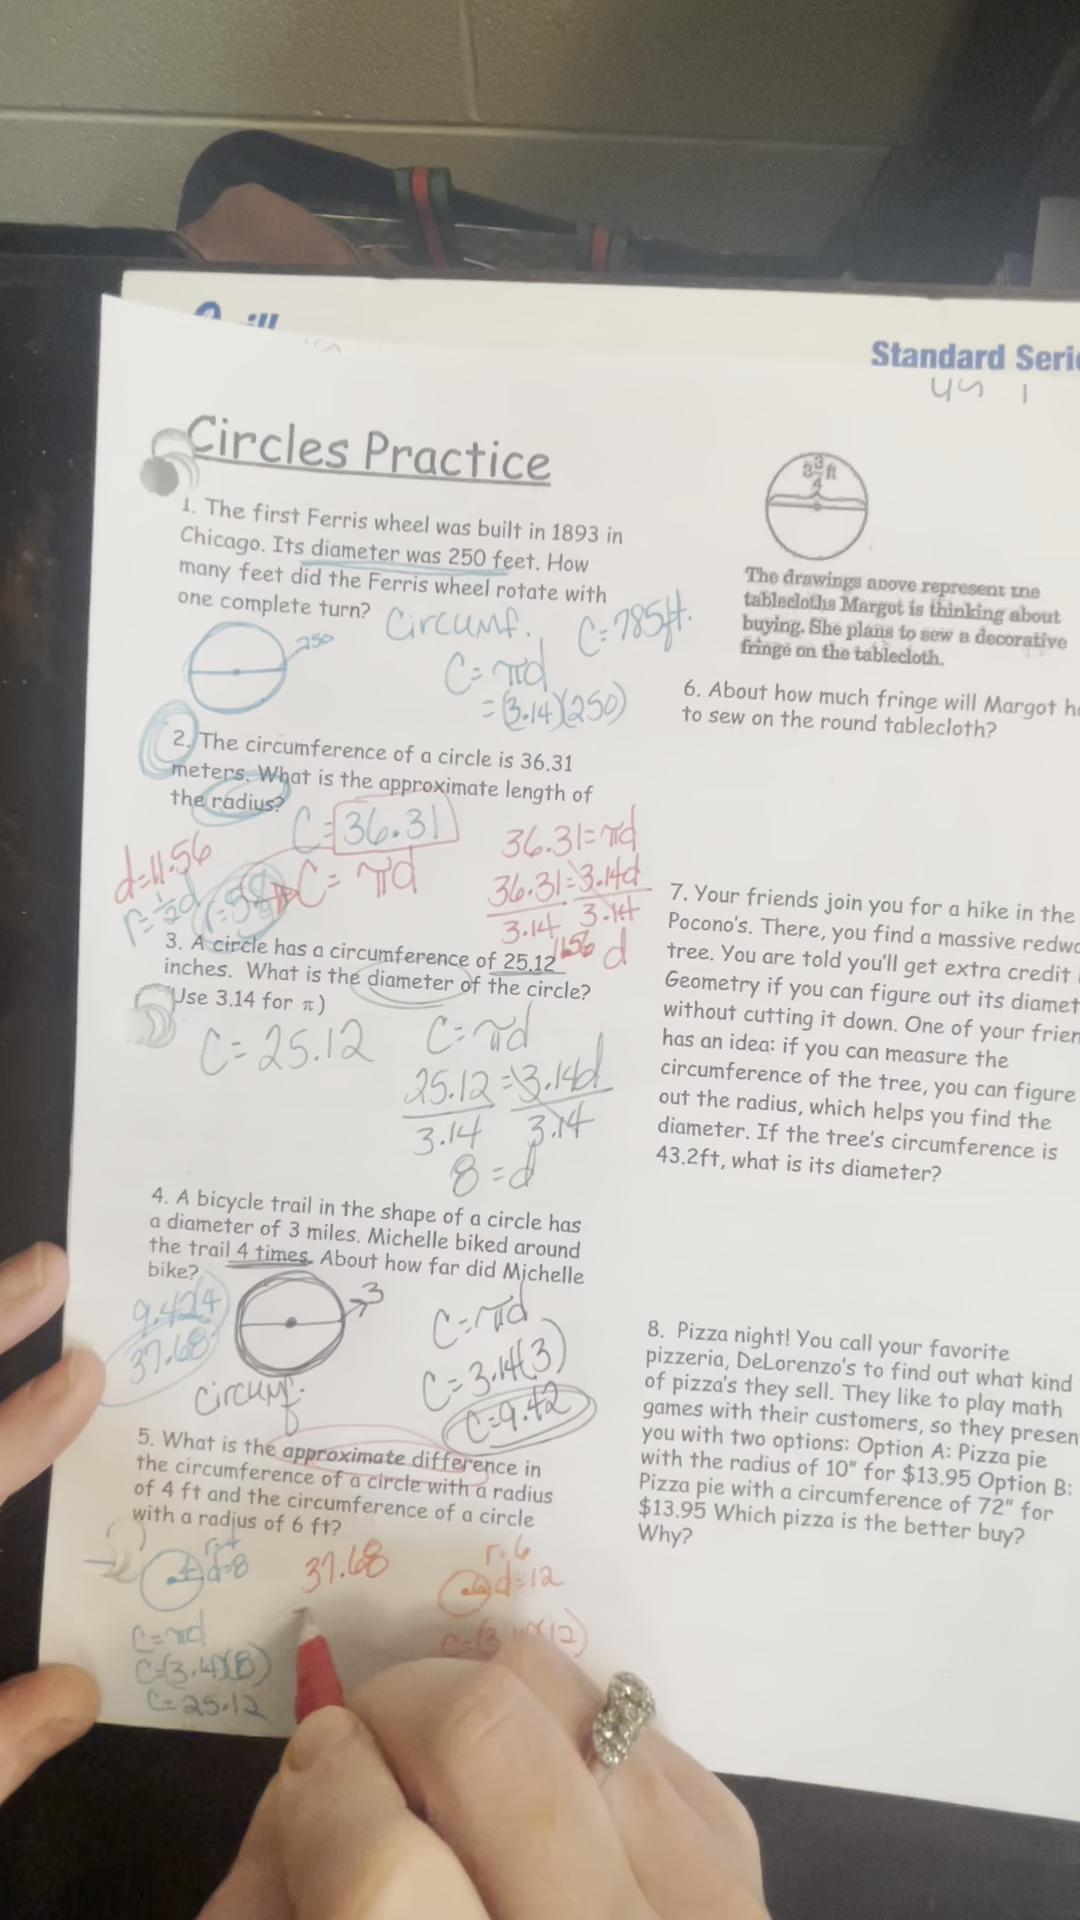 Standard
Circles Practice
1. The first Ferris wheel was built in 1893 in
Chicago. Its diameter was 250 feet. How
many feet did the Ferris wheel rotate with
one complete turn?
250
Circumf.
C=785ft.
C=πd
=(3.14)(250)
2. The circumference of a circle is 36.31
meters. What is the approximate length of
the radius?
C=36.31
C=πd
d=11.56
r=½d
36.31=πd
36.31=3.14d
3.14 3.14
11.56 d
3. A circle has a circumference of 25.12
inches. What is the diameter of the circle?
Use 3.14 for π)
C=25.12
C=πd
25.12=3.14d
3.14 3.14
8=d
4. A bicycle trail in the shape of a circle has
a diameter of 3 miles. Michelle biked around
the trail 4 times. About how far did Michelle
bike?
3
circumf.
9.42·4
37.68
C=πd
C=3.14(3)
C=9.42
5. What is the approximate difference in
the circumference of a circle with a radius
of 4 ft and the circumference of a circle
with a radius of 6 ft?
r=4
d=8
C=πd
C=(3.14)(8)
C=25.12
37.68
r=6
d=12
3¾ft
The drawings above represent the
tablecloths Margot is thinking about
buying. She plans to sew a decorative
fringe on the tablecloth.
6. About how much fringe will Margot
to sew on the round tablecloth?
7. Your friends join you for a hike in the
Pocono's. There, you find a massive
tree. You are told you'll get extra credit
Geometry if you can figure out its
without cutting it down. One of your
has an idea: if you can measure the
circumference of the tree, you can figure
out the radius, which helps you find the
diameter. If the tree's circumference is
43.2ft, what is its diameter?
8. Pizza night! You call your favorite
pizzeria, DeLorenzo's to find out what kind
of pizza's they sell. They like to play math
games with their customers, so they presen
you with two options: Option A: Pizza pie
with the radius of 10" for $13.95 Option B:
Pizza pie with a circumference of 72" for
$13.95 Which pizza is the better buy?
Why?